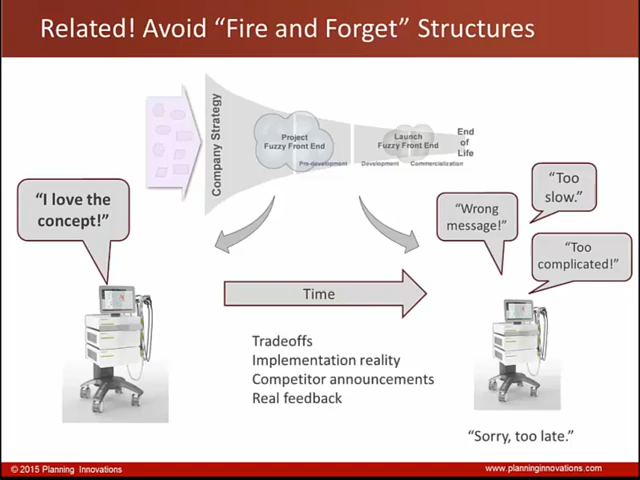 Related! Avoid “Fire and Forget” Structures
Company Strategy
Project
Fuzzy Front End
Pre-development
Launch
Fuzzy Front End
Development
Commercialization
End
of
Life
“I love the
concept!”
“Wrong
message!”
“Too
slow.”
“Too
complicated!”
Time
Tradeoffs
Implementation reality
Competitor announcements
Real feedback
“Sorry, too late.”
© 2015 Planning Innovations
www.planninginnovations.com